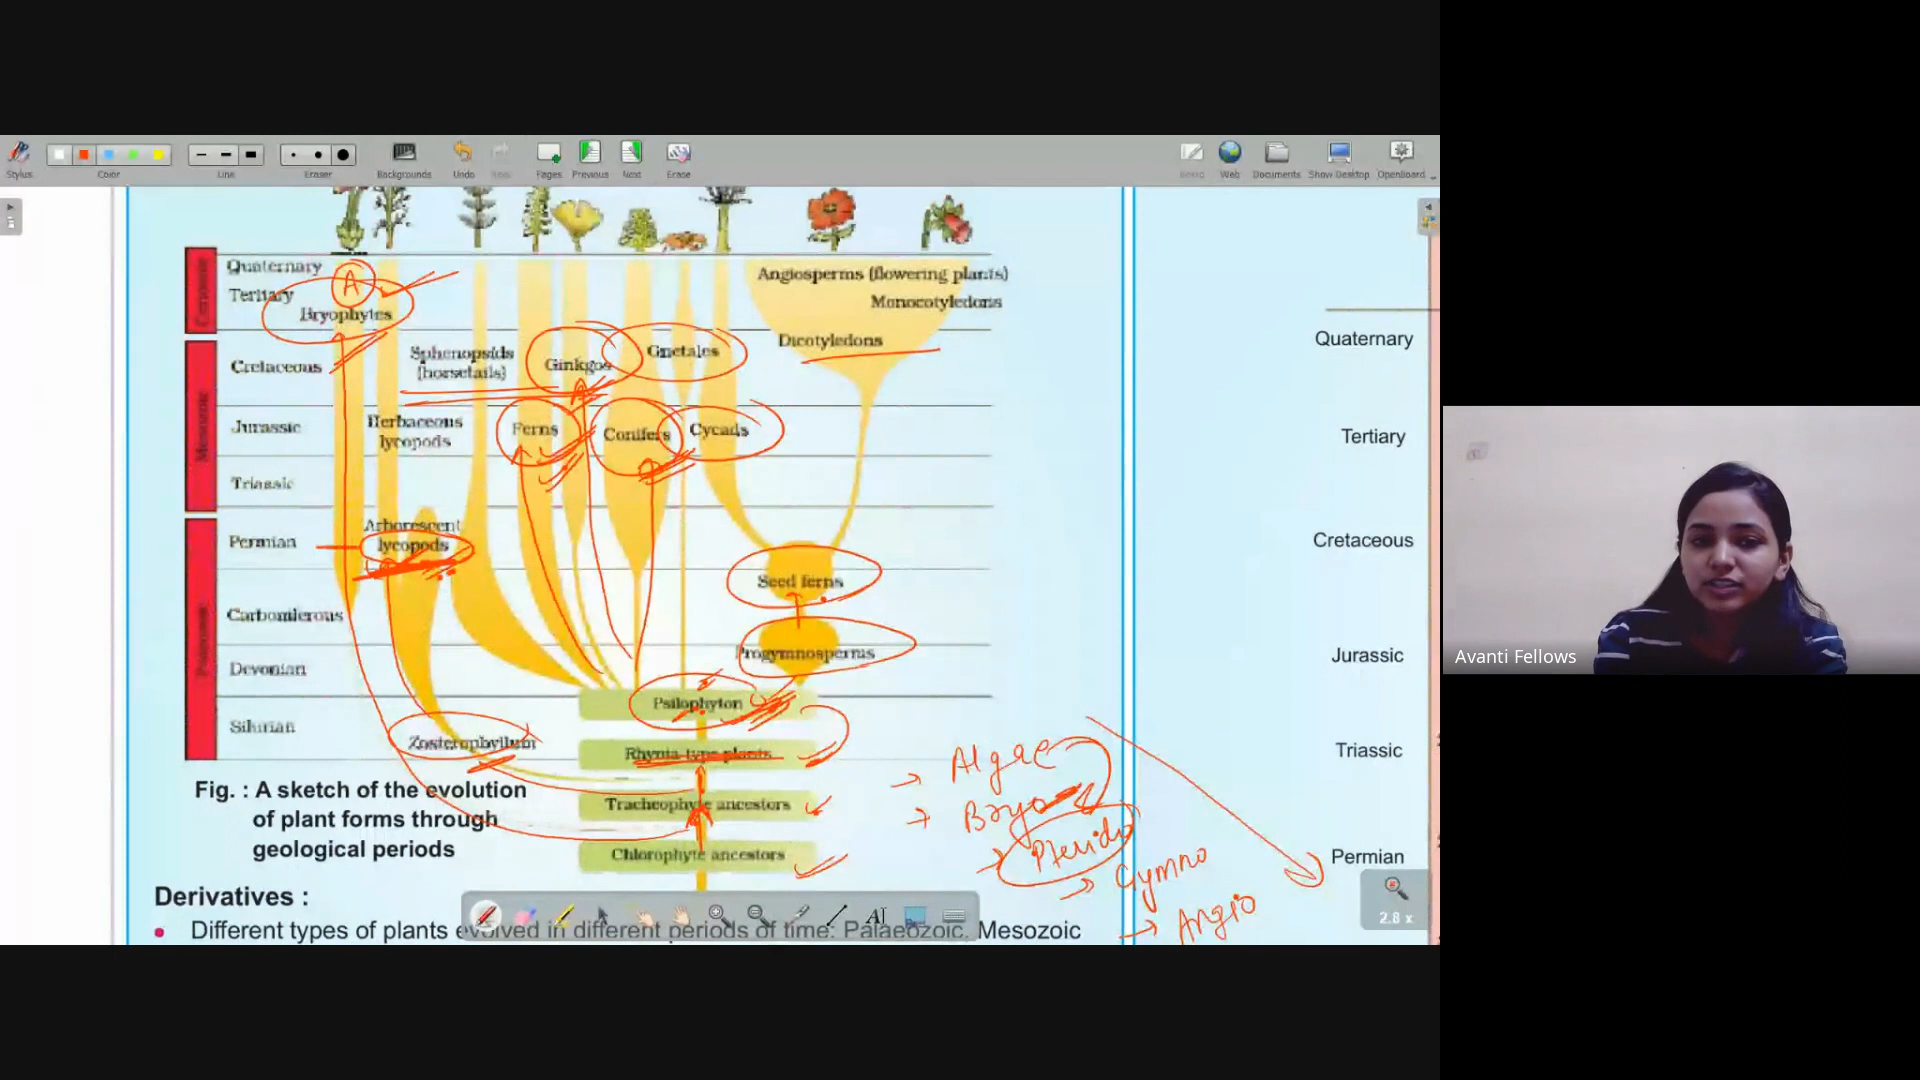 Stylus
Color
Line
Eraser
Backgrounds
Undo
Pages
Previous
Next
Erase
Board
Web
Documents
Show Desktop
OpenBoard
Quaternary
Tertiary
A
Bryophytes
Angiosperms (flowering plants)
Monocotyledons
Dicotyledons
Cretaceous
Sphenopsids
(horsetails)
Ginkgos
Gnetales
Mesozoic
Jurassic
Herbaceous
lycopods
Ferns
Conifers
Cycads
Triassic
Permian
Arborescent
lycopods
Seed ferns
Carboniferous
Progymnosperms
Devonian
Psilophyton
Silurian
Zosterophyllum
Rhynia-type plants
Tracheophyte ancestors
Chlorophyte ancestors
Fig. : A sketch of the evolution
of plant forms through
geological periods
Algae
Bryo
Pterido
Gymno
Angio
Derivatives :
• Different types of plants evolved in different periods of time: Palaeozoic, Mesozoic
Quaternary
Tertiary
Cretaceous
Jurassic
Triassic
Permian
2.8 x
Avanti Fellows